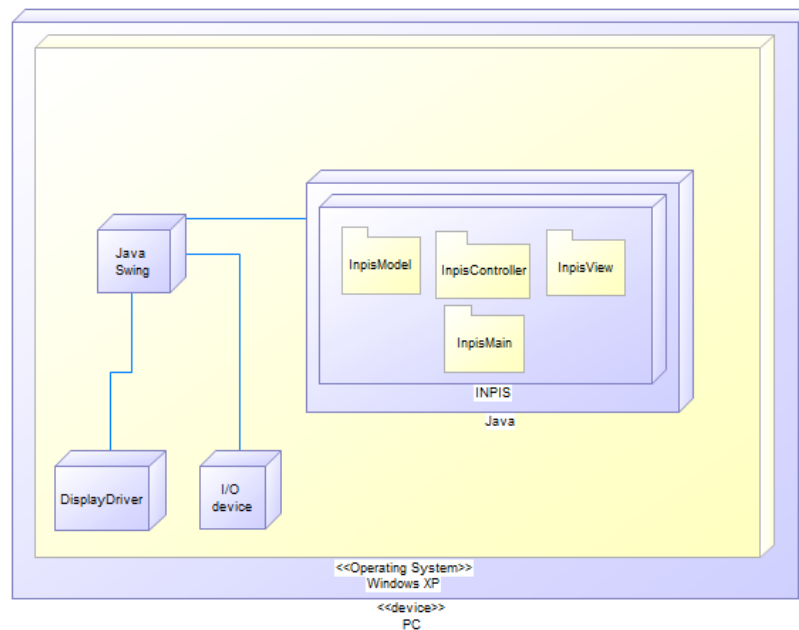 Java
Swing
InpisModel
InpisController
InpisView
InpisMain
INPIS
Java
DisplayDriver
I/O
device
<<Operating System>>
Windows XP
<<device>>
PC